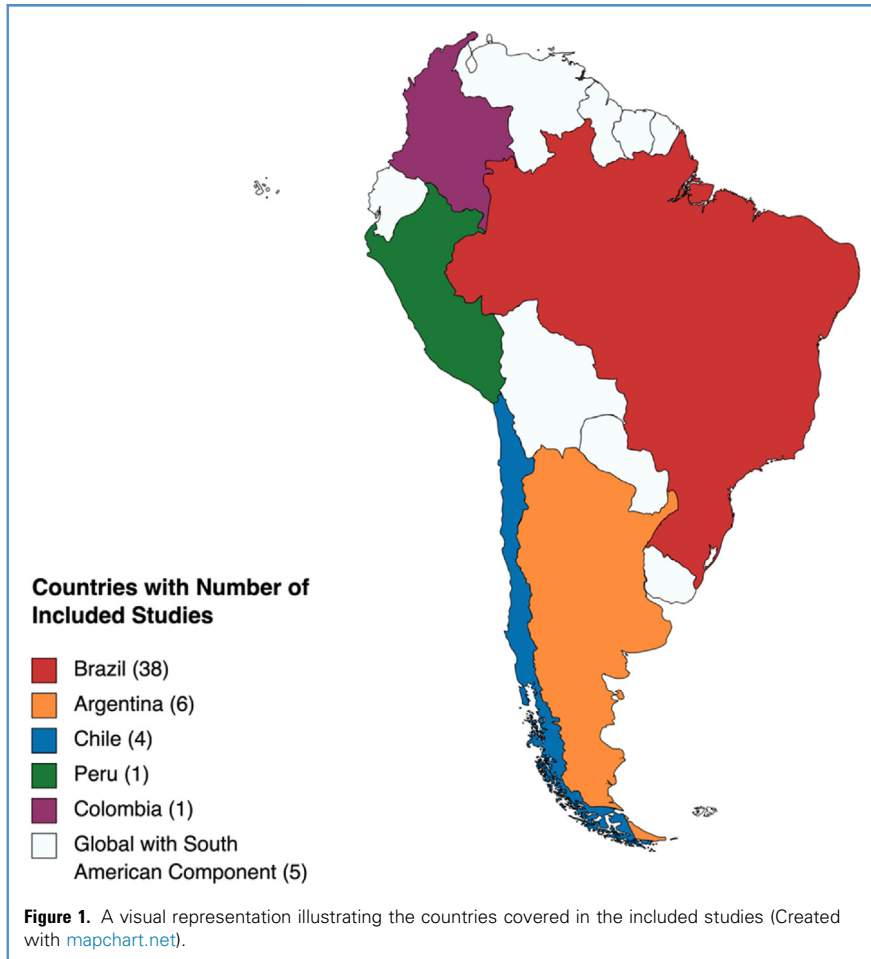 Countries with Number of
Included Studies
Brazil (38)
Argentina (6)
Chile (4)
Peru (1)
Colombia (1)
Global with South
American Component (5)
Figure 1. A visual representation illustrating the countries covered in the included studies (Created
with mapchart.net).